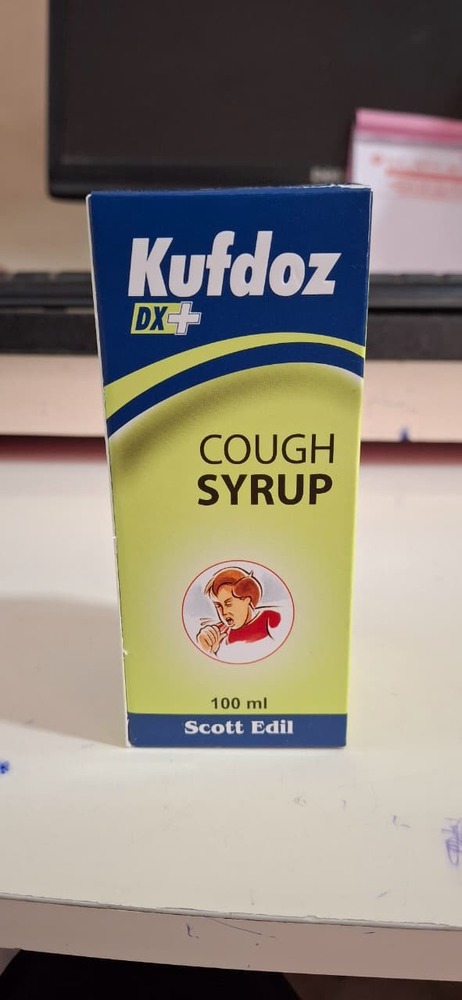 Kufdoz
DX+
COUGH
SYRUP
100 ml
Scott Edil